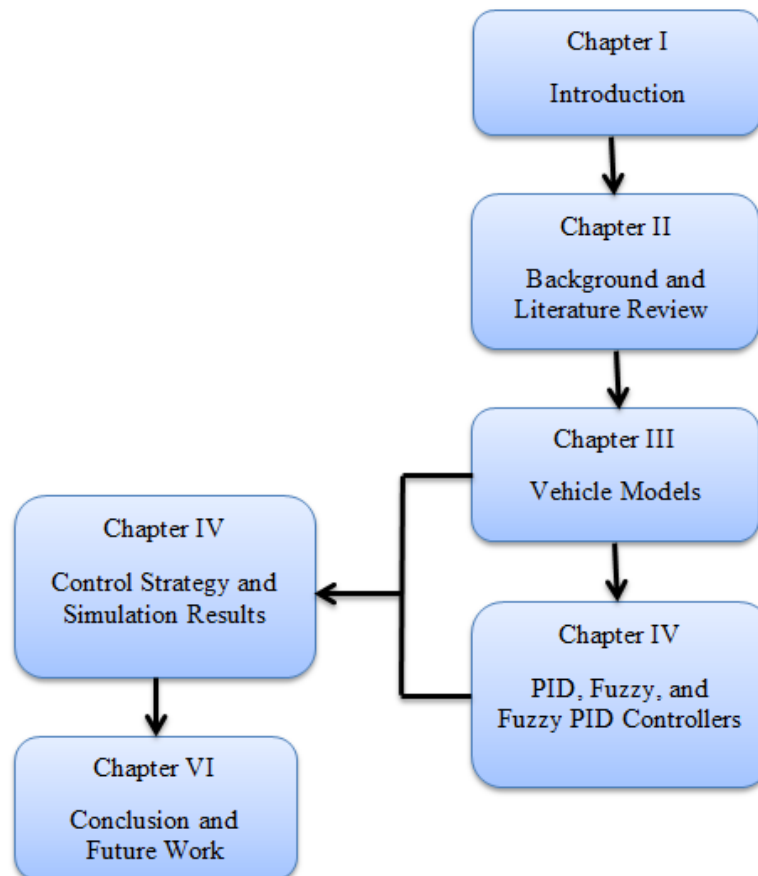 Chapter I
Introduction
Chapter II
Background and
Literature Review
Chapter III
Vehicle Models
Chapter IV
PID, Fuzzy, and
Fuzzy PID Controllers
Chapter IV
Control Strategy and
Simulation Results
Chapter VI
Conclusion and
Future Work